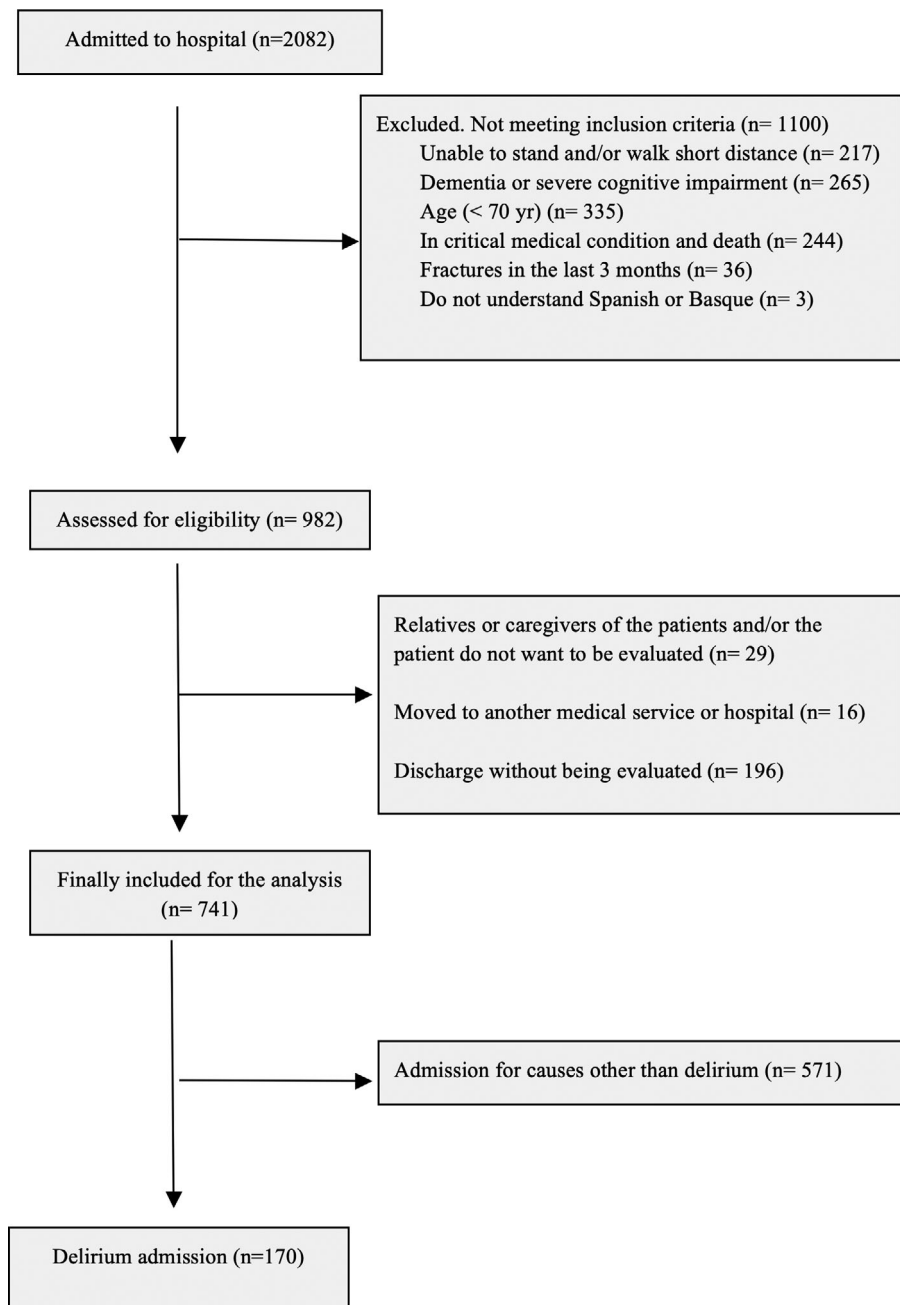 Admitted to hospital (n=2082)
Excluded. Not meeting inclusion criteria (n= 1100)
Unable to stand and/or walk short distance (n= 217)
Dementia or severe cognitive impairment (n= 265)
Age (< 70 yr) (n= 335)
In critical medical condition and death (n= 244)
Fractures in the last 3 months (n= 36)
Do not understand Spanish or Basque (n= 3)
Assessed for eligibility (n= 982)
Relatives or caregivers of the patients and/or the
patient do not want to be evaluated (n= 29)
Moved to another medical service or hospital (n= 16)
Discharge without being evaluated (n= 196)
Finally included for the analysis
(n= 741)
Admission for causes other than delirium (n= 571)
Delirium admission (n=170)